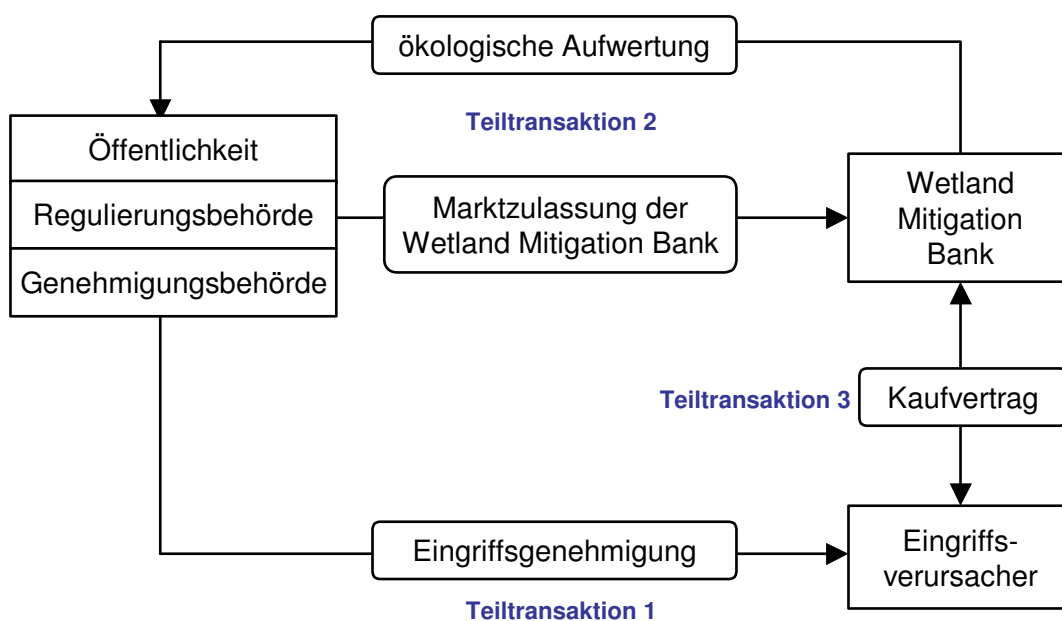 ökologische Aufwertung
Teiltransaktion 2
Öffentlichkeit
Regulierungsbehörde
Genehmigungsbehörde
Marktzulassung der
Wetland Mitigation Bank
Wetland
Mitigation
Bank
Teiltransaktion 3
Kaufvertrag
Eingriffsgenehmigung
Eingriffs-
verursacher
Teiltransaktion 1